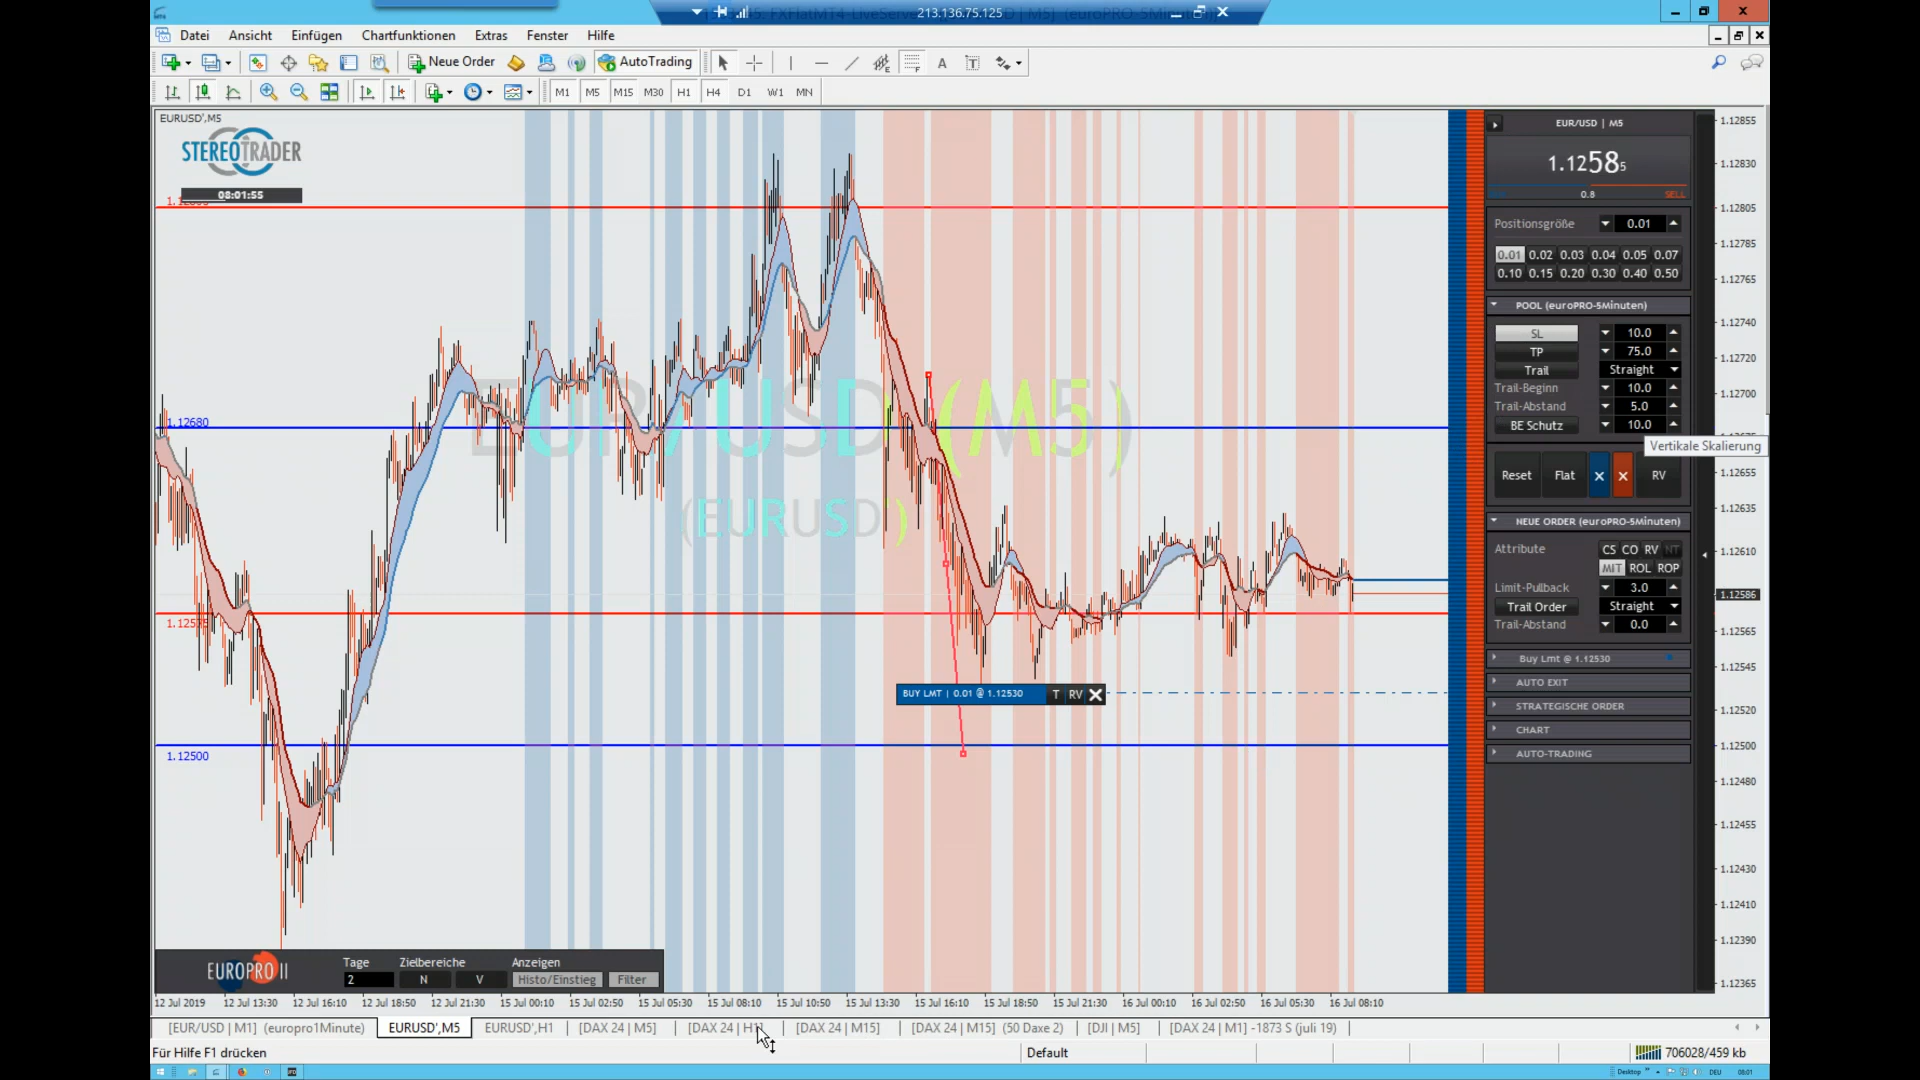 213.136.75.125
Datei Ansicht Einfügen Chartfunktionen Extras Fenster Hilfe
Neue Order AutoTrading
M1 M5 M15 M30 H1 H4 D1 W1 MN
EURUSD',M5
STEREOTRADER
08:01:55
1.12680
1.12500
EUR/USD (M5)
(EURUSD')
BUY LMT | 0.01 @ 1.12530 T RV
EUR/USD | M5
1.12585
0.8 SELL
Positionsgröße 0.01
0.01 0.02 0.03 0.04 0.05 0.07
0.10 0.15 0.20 0.30 0.40 0.50
POOL (euroPRO-5Minuten)
SL 10.0
TP 75.0
Trail Straight
Trail-Beginn 10.0
Trail-Abstand 5.0
BE Schutz 10.0
Vertikale Skalierung
Reset Flat x x RV
NEUE ORDER (euroPRO-5Minuten)
Attribute CS CO RV NT
MIT ROL ROP
Limit-Pullback 3.0
Trail Order Straight
Trail-Abstand 0.0
Buy Lmt @ 1.12530
AUTO EXIT
STRATEGISCHE ORDER
CHART
AUTO-TRADING
1.12855
1.12830
1.12805
1.12785
1.12765
1.12740
1.12720
1.12700
1.12655
1.12635
1.12610
1.12586
1.12565
1.12545
1.12520
1.12500
1.12480
1.12455
1.12430
1.12410
1.12390
1.12365
EUROPRO II
Tage Zielbereiche Anzeigen
2 N V Histo/Einstieg Filter
12 Jul 2019 12 Jul 13:30 12 Jul 16:10 12 Jul 18:50 12 Jul 21:30 15 Jul 00:10 15 Jul 02:50 15 Jul 05:30 15 Jul 08:10 15 Jul 10:50 15 Jul 13:30 15 Jul 16:10 15 Jul 18:50 15 Jul 21:30 16 Jul 00:10 16 Jul 02:50 16 Jul 05:30 16 Jul 08:10
[EUR/USD | M1] (europro1Minute) EURUSD',M5 EURUSD',H1 [DAX 24 | M5] [DAX 24 | H1] [DAX 24 | M15] [DAX 24 | M15] (50 Daxe 2) [DJI | M5] [DAX 24 | M1] -1873 S (juli 19)
Für Hilfe F1 drücken Default 706028/459 kb
Desktop DEU 08:01